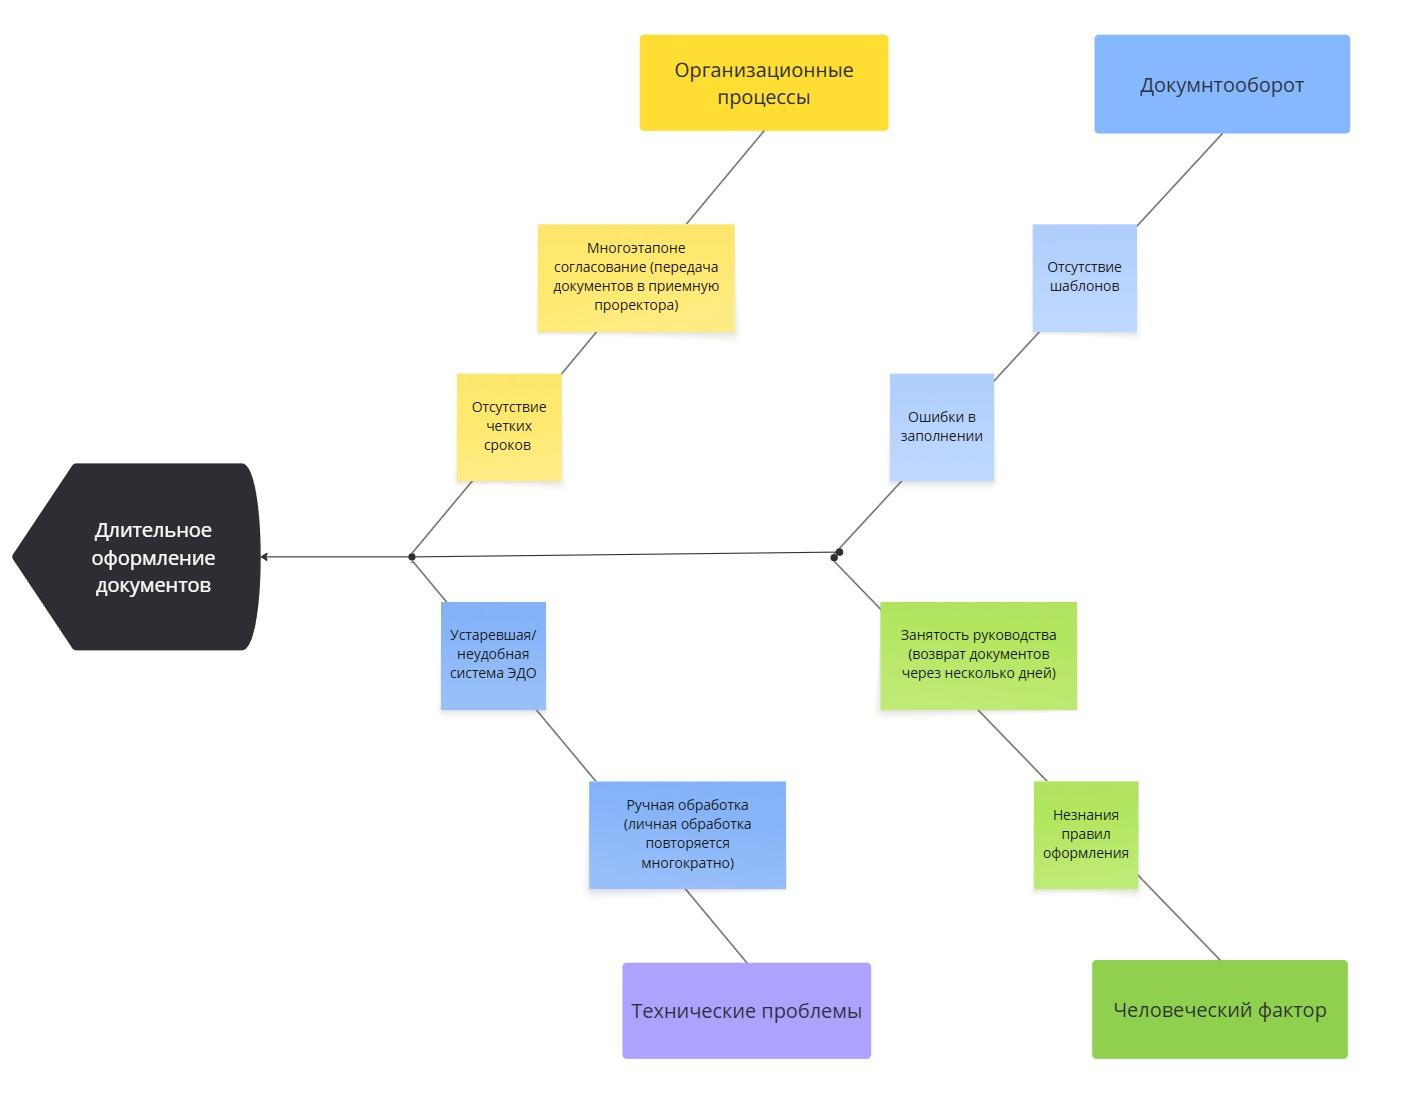 Организационные
процессы
Докумнтооборот
Многоэтапоне
согласование (передача
документов в приемную
проректора)
Отсутствие
шаблонов
Отсутствие
четких
сроков
Ошибки в
заполнении
Длительное
оформление
документов
Устаревшая/
неудобная
система ЭДО
Занятость руководства
(возврат документов
через несколько дней)
Ручная обработка
(личная обработка
повторяется
многократно)
Незнания
правил
оформления
Технические проблемы
Человеческий фактор